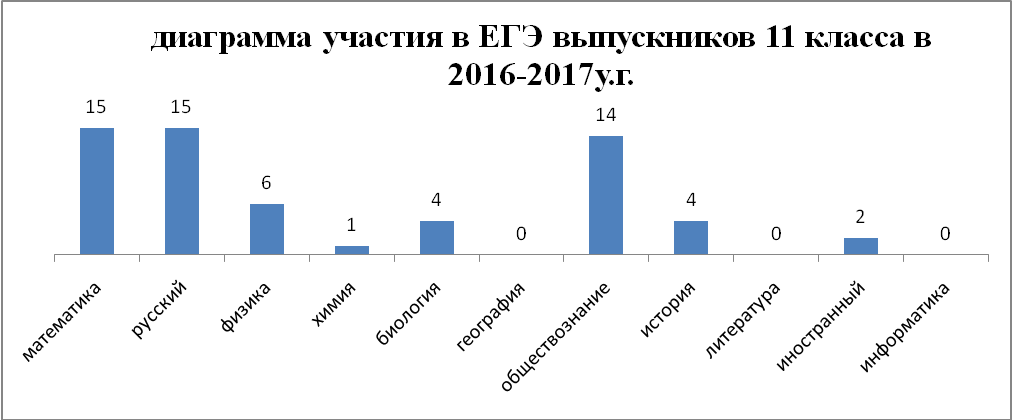 диаграмма участия в ЕГЭ выпускников 11 класса в
2016-2017у.г.
15
15
6
1
4
0
14
4
0
2
0
математика
русский
физика
химия
биология
география
обществознание
история
литература
иностранный
информатика